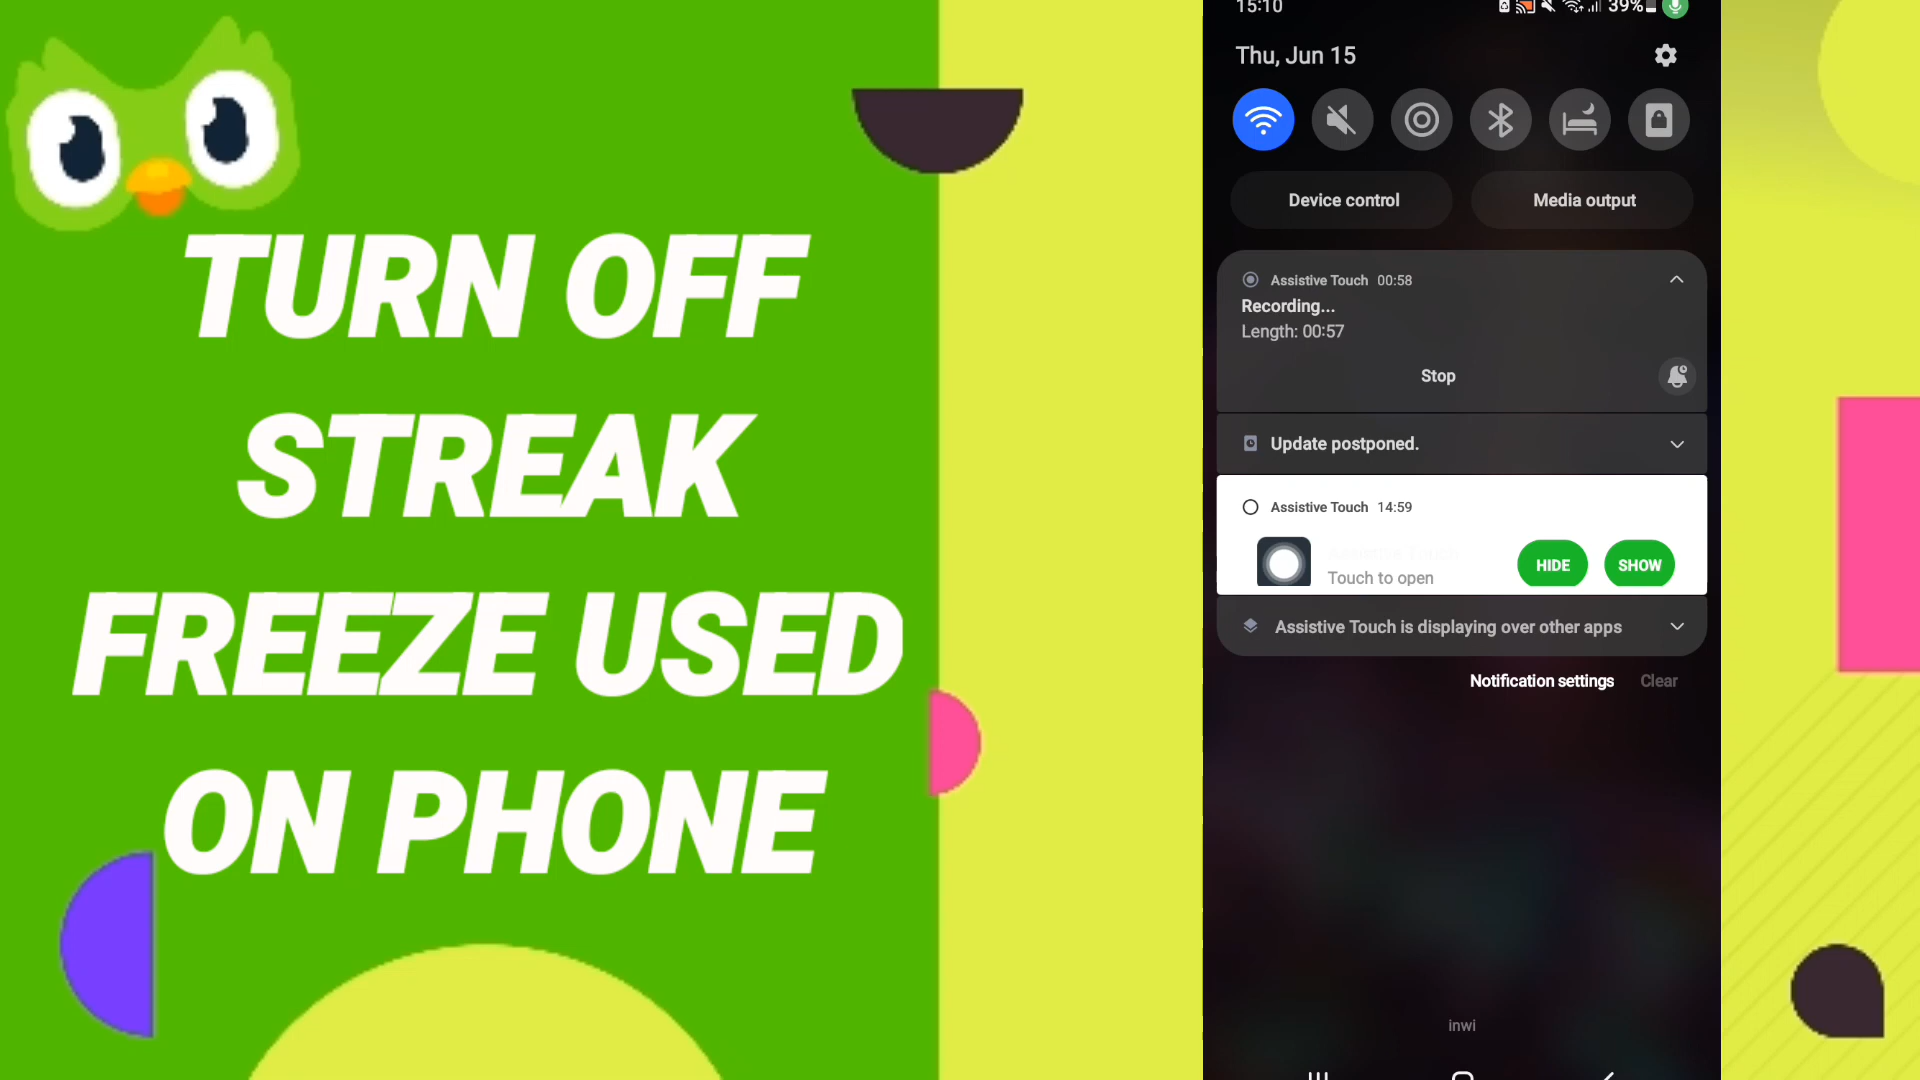 TURN OFF
STREAK
FREEZE USED
ON PHONE
15:10
39%
Thu, Jun 15
Device control
Media output
Assistive Touch 00:58
Recording...
Length: 00:57
Stop
Update postponed.
Assistive Touch 14:59
Assistive Touch
Touch to open
HIDE
SHOW
Assistive Touch is displaying over other apps
Notification settings
Clear
inwi